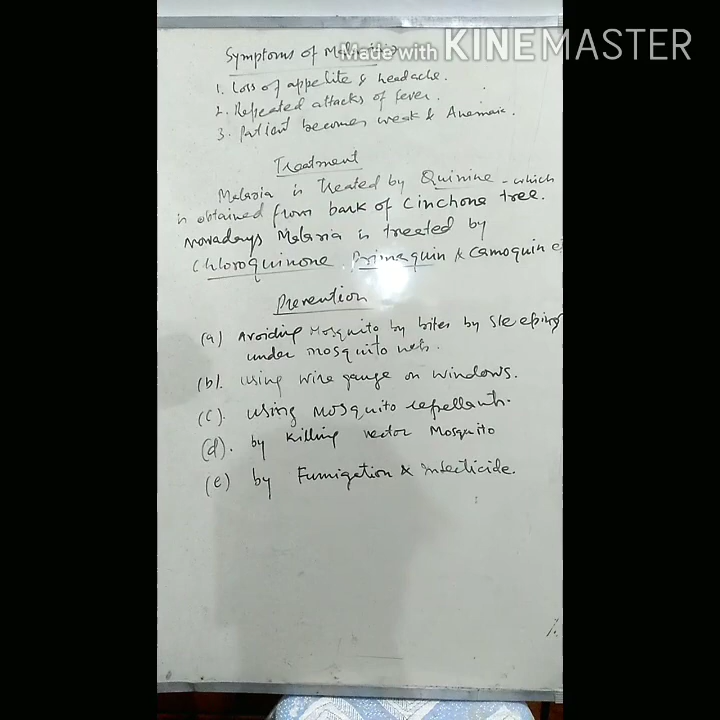 Symptoms of Malaria
Made with KINEMASTER
1. Loss of appetite & headache.
2. Repeated attacks of fever.
3. Patient becomes weak & Anemaic.
Treatment
Malaria is treated by Quinine - which
is obtained from bark of Cinchona tree.
Nowadays Malaria is treated by
Chloroquinone Primaquin & Camoquin e
Prevention
(a) Avoiding Mosquito by bites by Sleeping
under mosquito nets.
(b). using wire gauge on windows.
(c). using Mosquito repellants.
(d). by killing vector Mosquito
(e) by Fumigation & insecticide.